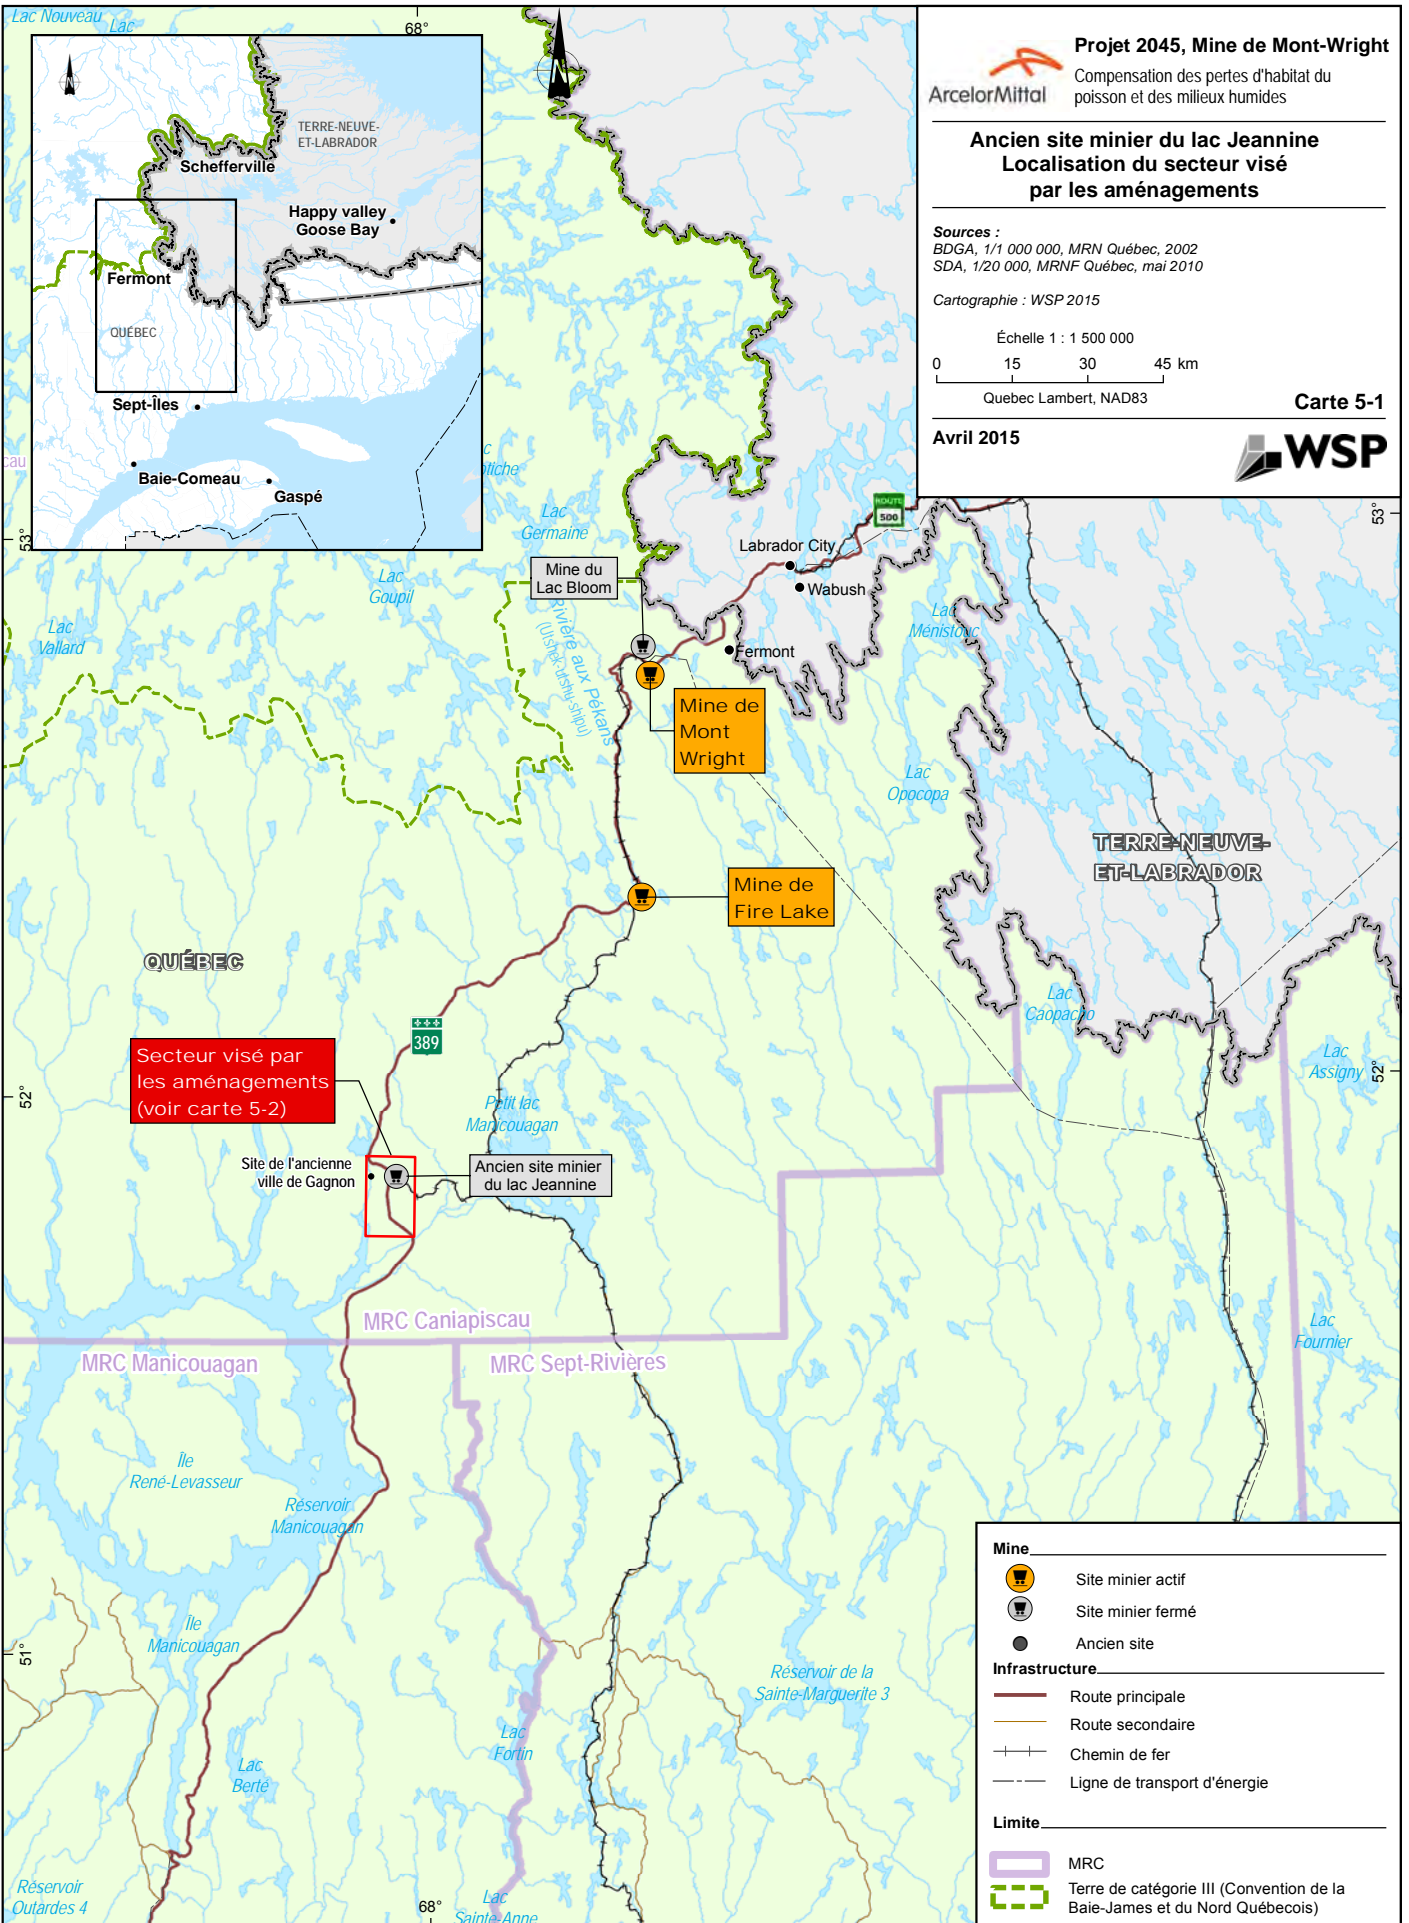 Lac Nouveau
Lac
68°
TERRE-NEUVE-
ET-LABRADOR
Schefferville
Happy valley
Goose Bay
Fermont
QUÉBEC
Sept-Îles
Baie-Comeau
Gaspé
ArcelorMittal
Projet 2045, Mine de Mont-Wright
Compensation des pertes d'habitat du
poisson et des milieux humides
Ancien site minier du lac Jeannine
Localisation du secteur visé
par les aménagements
Sources :
BDGA, 1/1 000 000, MRN Québec, 2002
SDA, 1/20 000, MRNF Québec, mai 2010
Cartographie : WSP 2015
Échelle 1 : 1 500 000
0 15 30 45 km
Quebec Lambert, NAD83
Carte 5-1
Avril 2015
WSP
53°
53°
Lac
Germaine
ROUTE
500
Labrador City
Wabush
Mine du
Lac Bloom
Lac
Goupil
Lac
Vallard
Rivière aux Pékans
(Utshek-utshu shipu)
Lac
Ménistouc
Fermont
Mine de
Mont
Wright
Lac
Opocopa
TERRE-NEUVE-
ET-LABRADOR
Mine de
Fire Lake
QUÉBEC
Lac
Caopacho
389
Secteur visé par
les aménagements
(voir carte 5-2)
Lac
Assigny
52°
52°
Petit lac
Manicouagan
Site de l'ancienne
ville de Gagnon
Ancien site minier
du lac Jeannine
MRC Caniapiscau
MRC Manicouagan
MRC Sept-Rivières
Lac
Fournier
Île
René-Levasseur
Réservoir
Manicouagan
Île
Manicouagan
51°
Réservoir de la
Sainte-Marguerite 3
Lac
Fortin
Lac
Berté
Réservoir
Outardes 4
68°
Lac
Sainte-Anne
Mine
Site minier actif
Site minier fermé
Ancien site
Infrastructure
Route principale
Route secondaire
Chemin de fer
Ligne de transport d'énergie
Limite
MRC
Terre de catégorie III (Convention de la
Baie-James et du Nord Québecois)